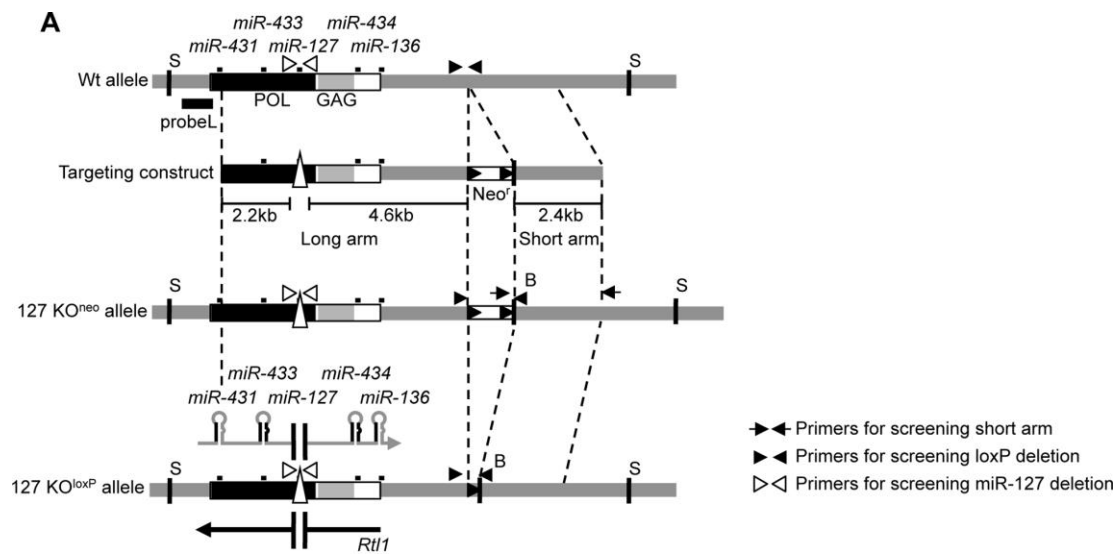 A
miR-433 miR-434
miR-431 miR-127 miR-136
S S
Wt allele
POL GAG
probeL
Targeting construct
Neoʳ
2.2kb 4.6kb 2.4kb
Long arm Short arm
S B S
127 KOⁿᵉᵒ allele
miR-433 miR-434
miR-431 miR-127 miR-136
Primers for screening short arm
S B S
Primers for screening loxP deletion
127 KOˡᵒˣᴾ allele
Primers for screening miR-127 deletion
Rtl1